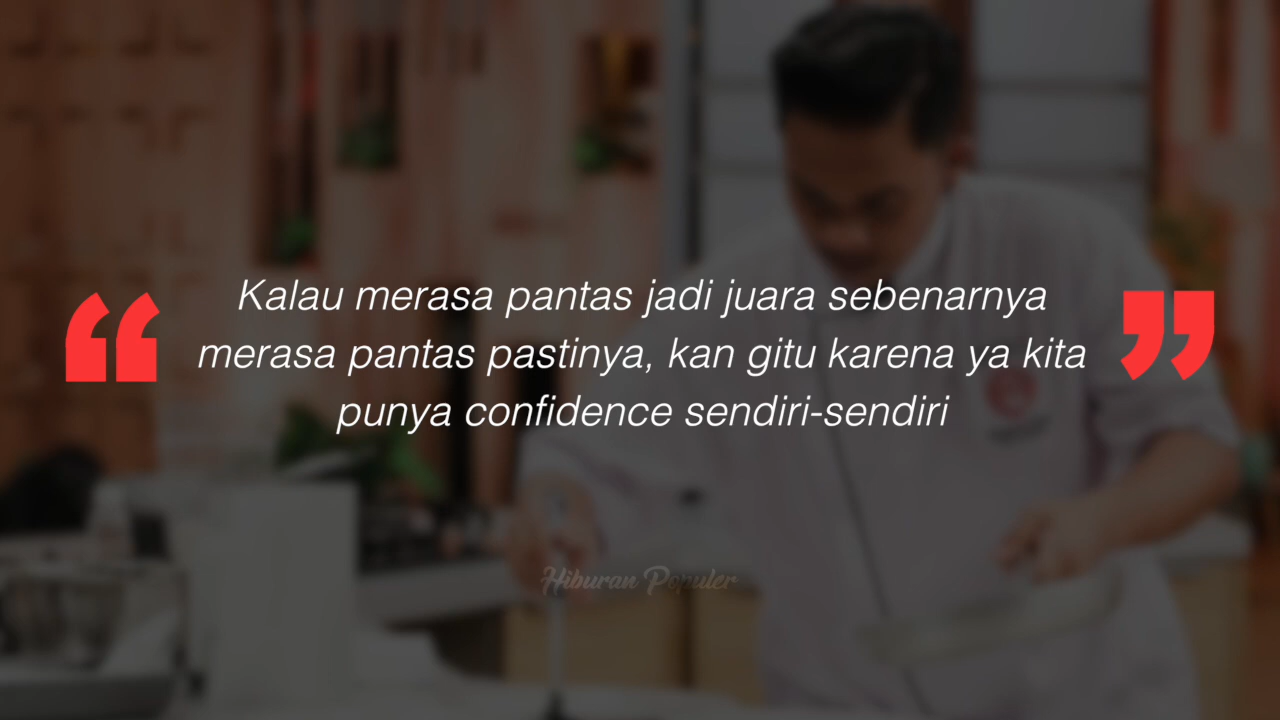 Kalau merasa pantas jadi juara sebenarnya
merasa pantas pastinya, kan gitu karena ya kita
punya confidence sendiri-sendiri
Hiburan Populer